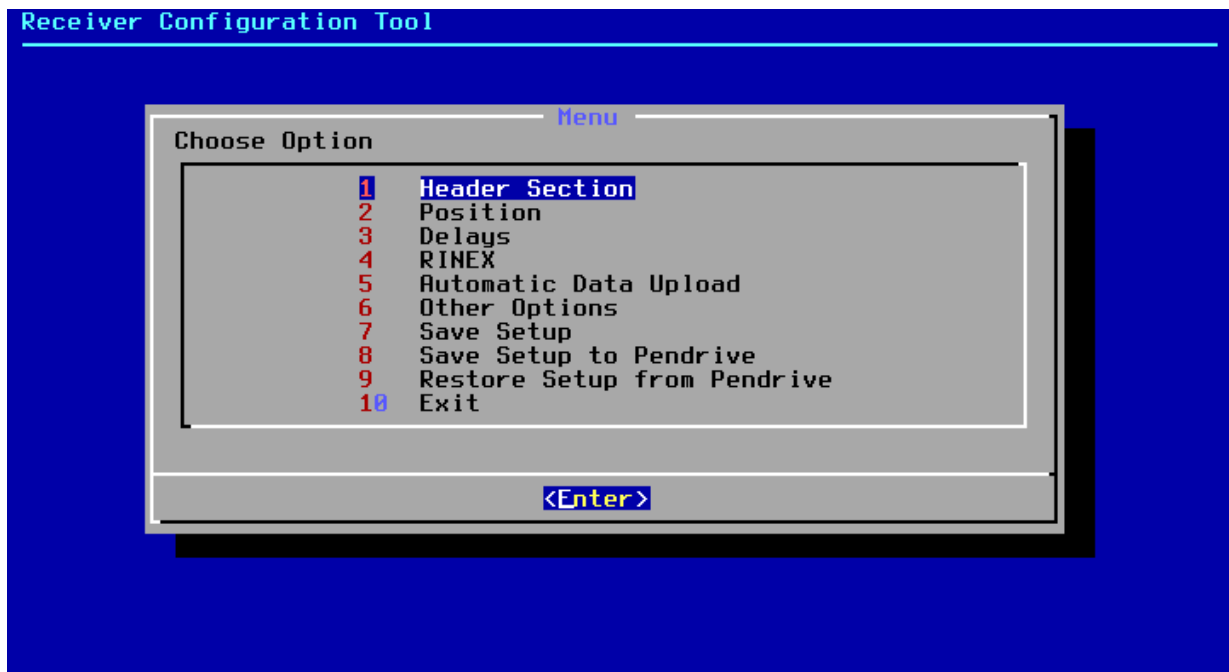 Receiver Configuration Tool
Menu
Choose Option
1 Header Section
2 Position
3 Delays
4 RINEX
5 Automatic Data Upload
6 Other Options
7 Save Setup
8 Save Setup to Pendrive
9 Restore Setup from Pendrive
10 Exit
<Enter>